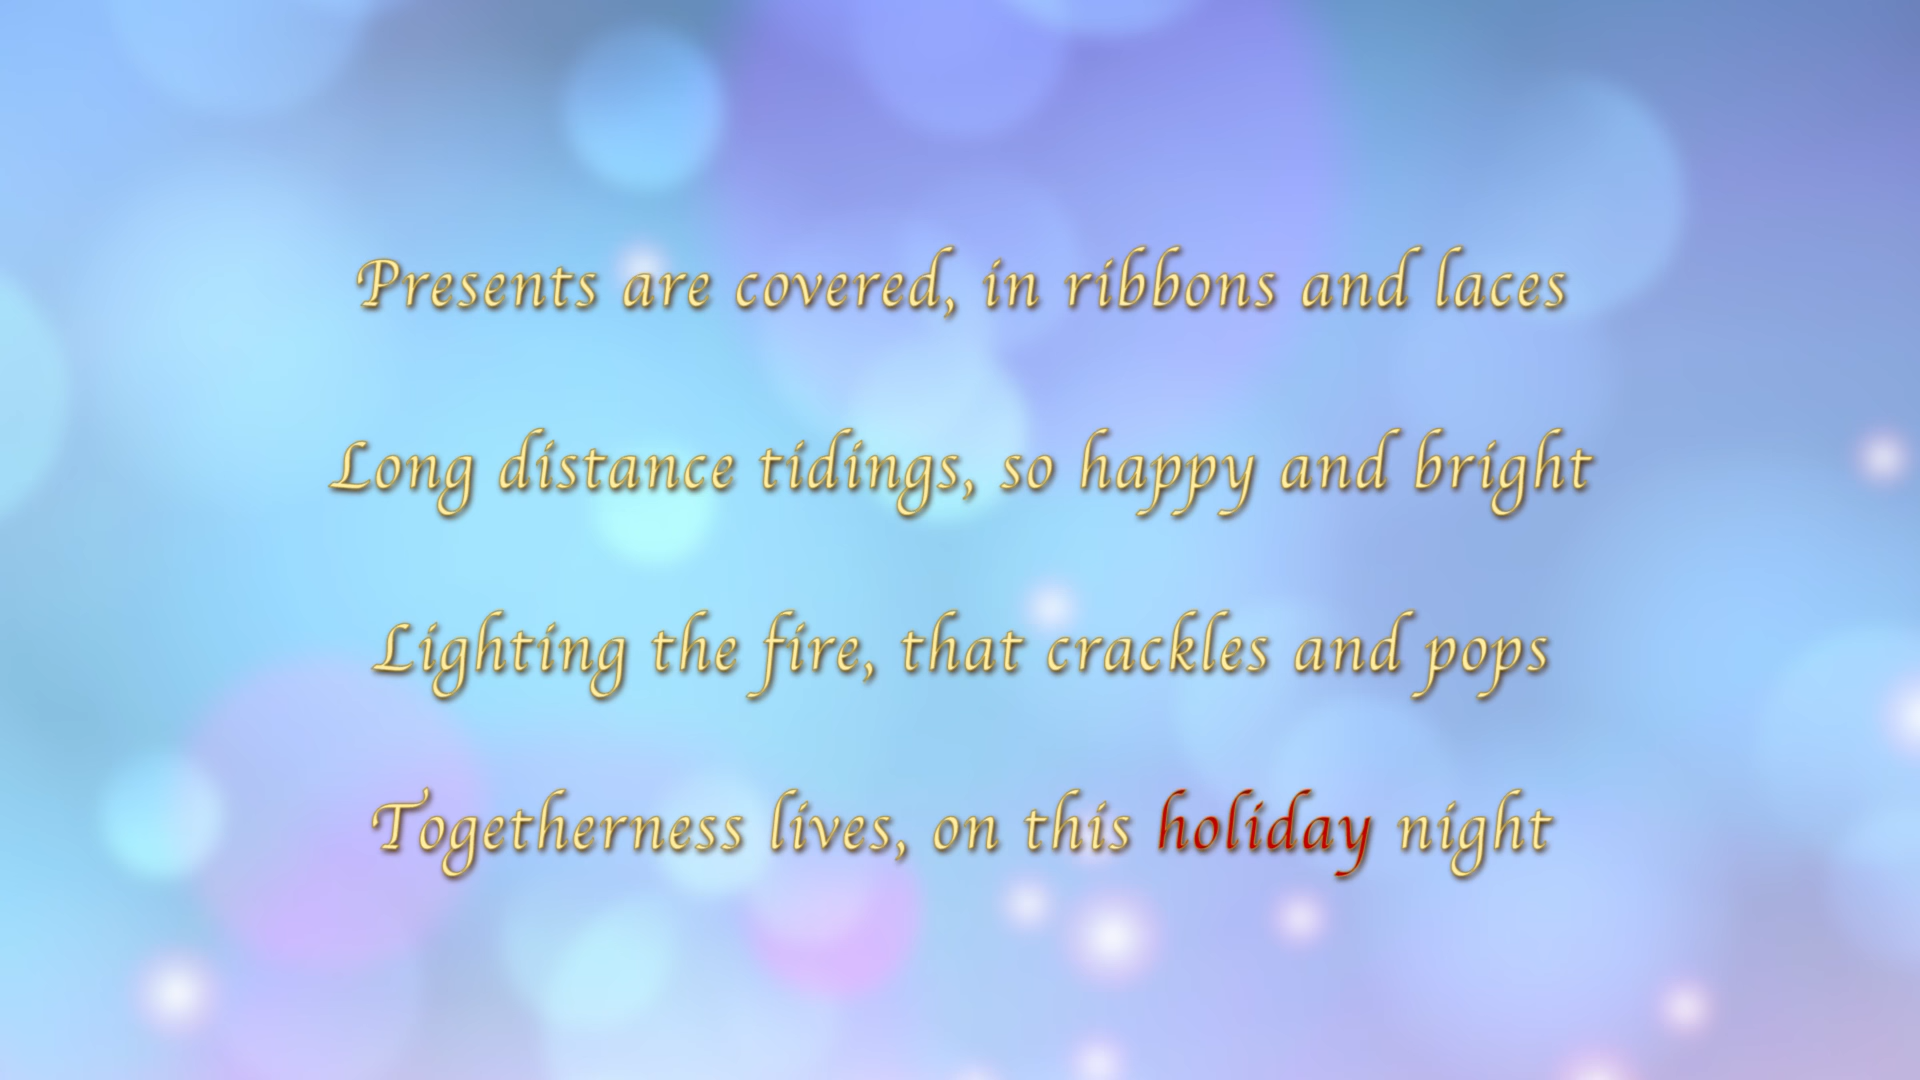 Presents are covered, in ribbons and laces
Long distance tidings, so happy and bright
Lighting the fire, that crackles and pops
Togetherness lives, on this holiday night